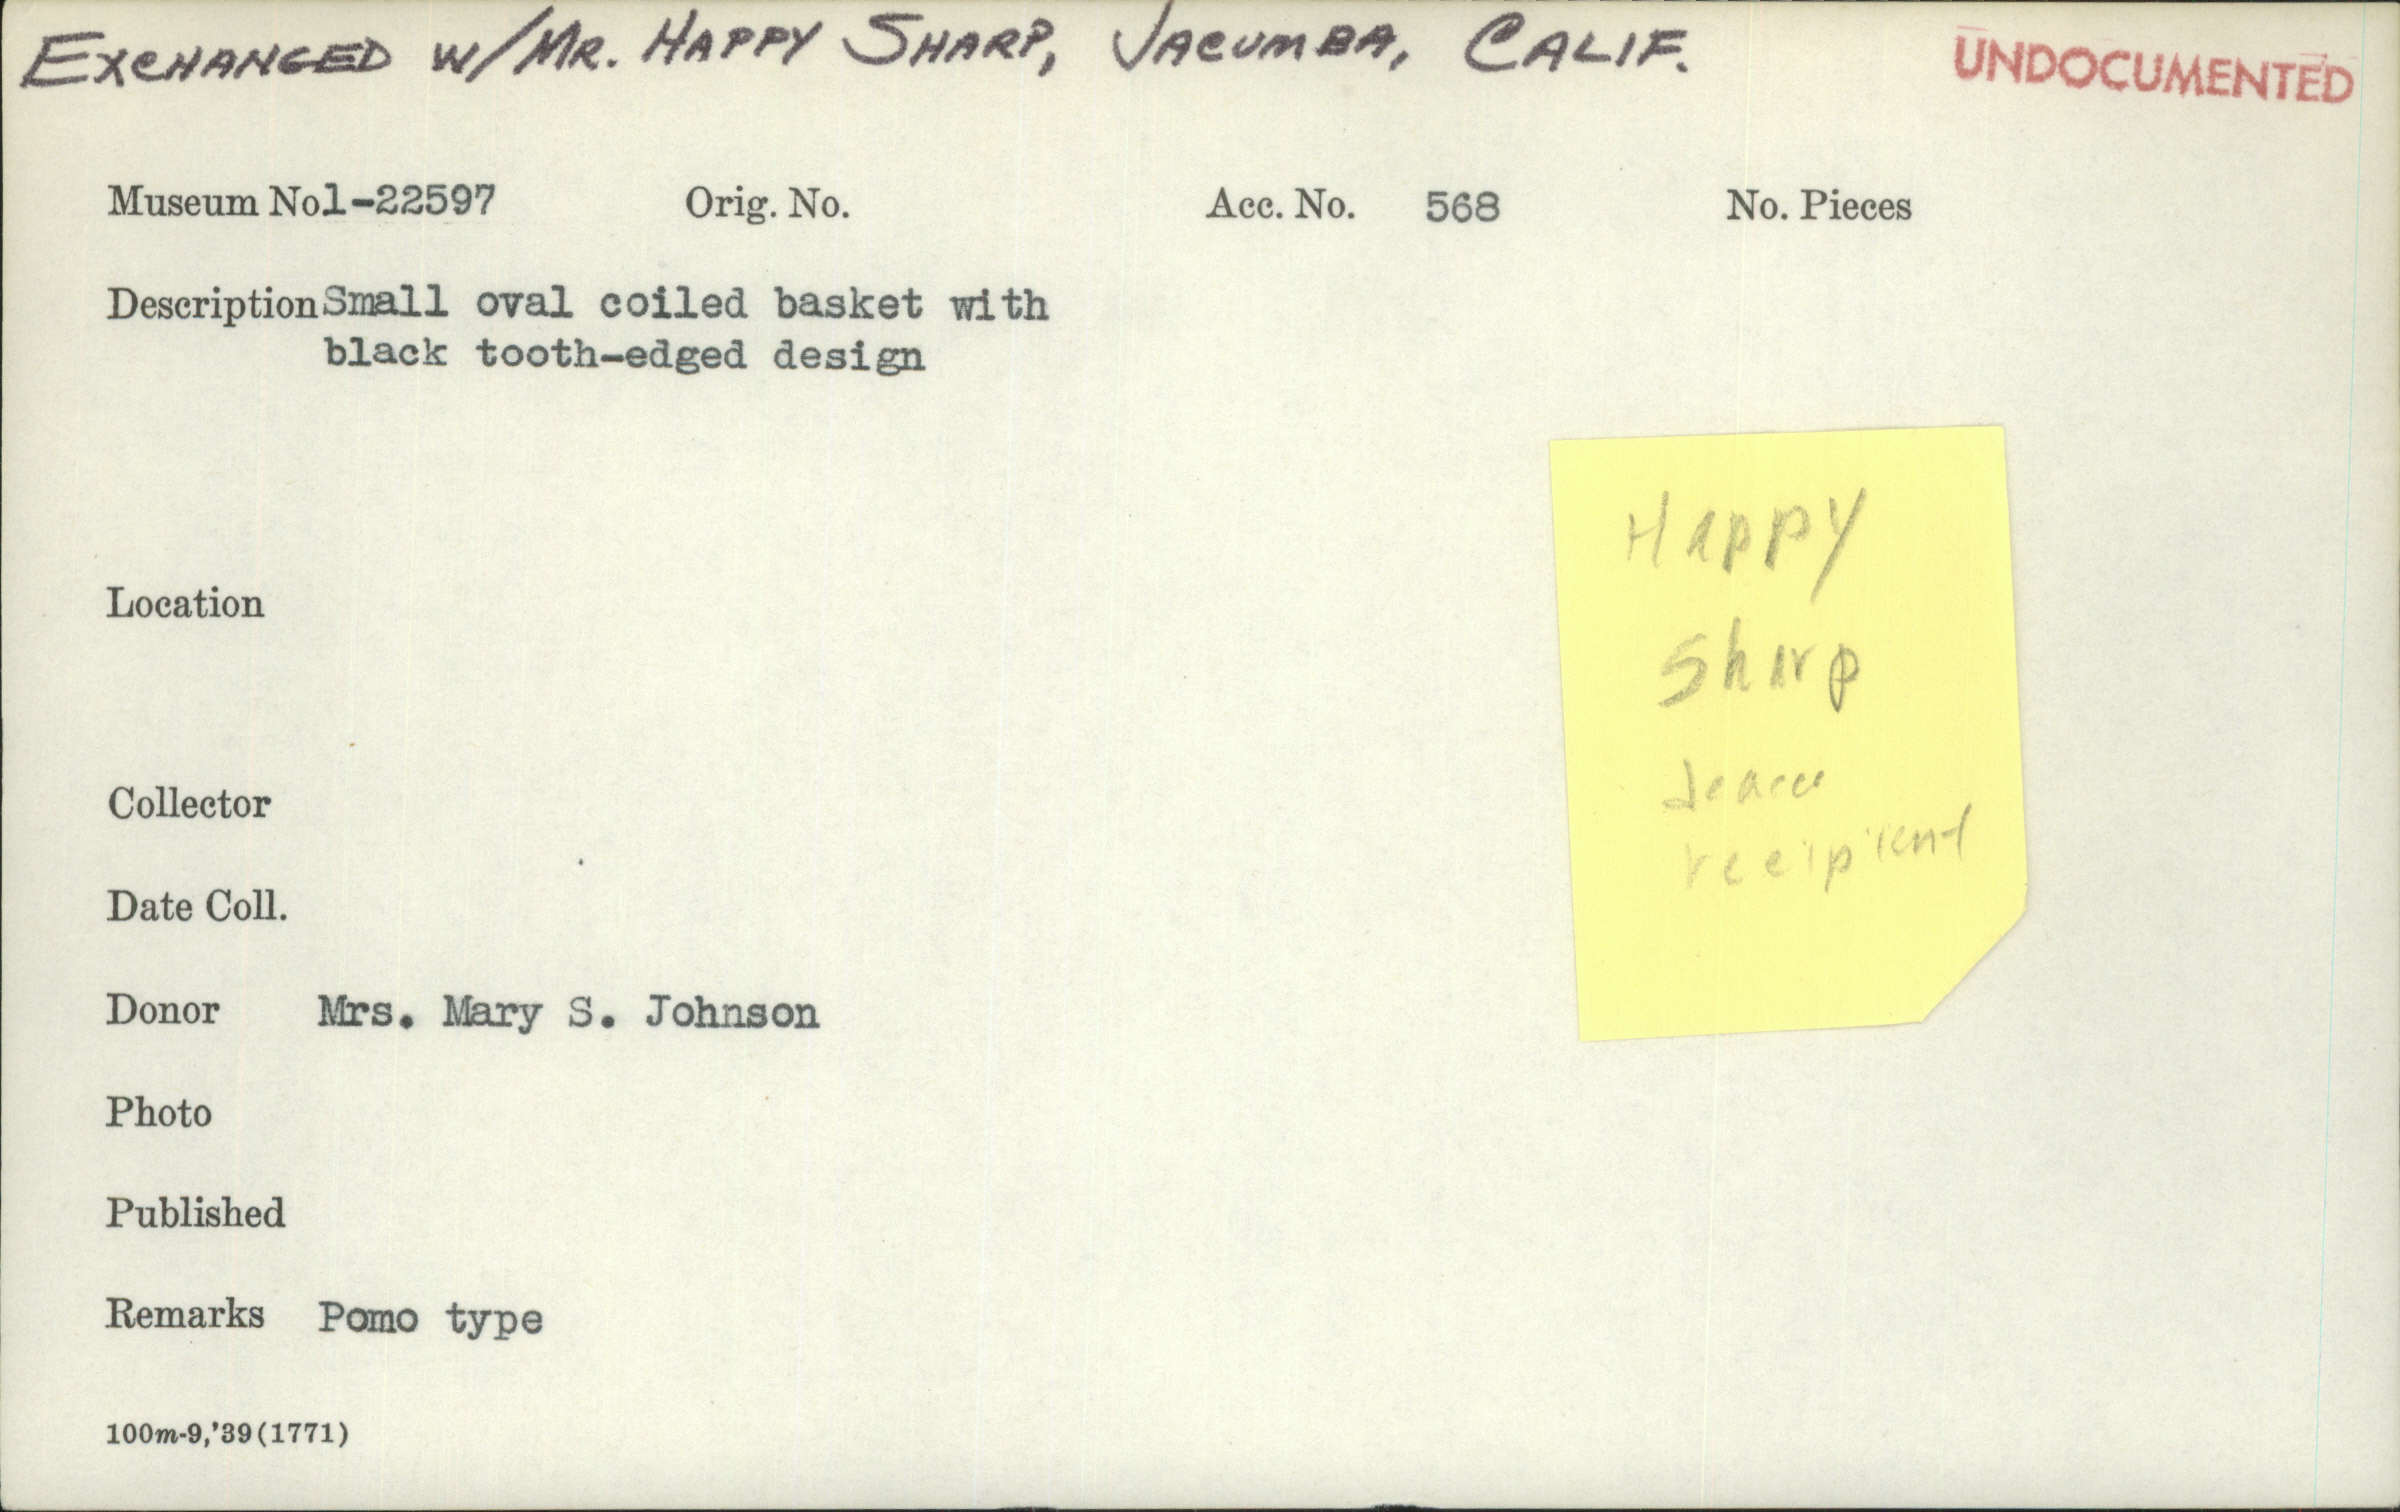 EXCHANGED W/MR. HAPPY SHARP, JACUMBA, CALIF.
UNDOCUMENTED
Museum No. 1-22597 Orig. No. Acc. No. 568 No. Pieces
Description Small oval coiled basket with
black tooth-edged design
Happy
Sharp
recipient
Location
Collector
Date Coll.
Donor Mrs. Mary S. Johnson
Photo
Published
Remarks Pomo type
100m-9,'39(1771)